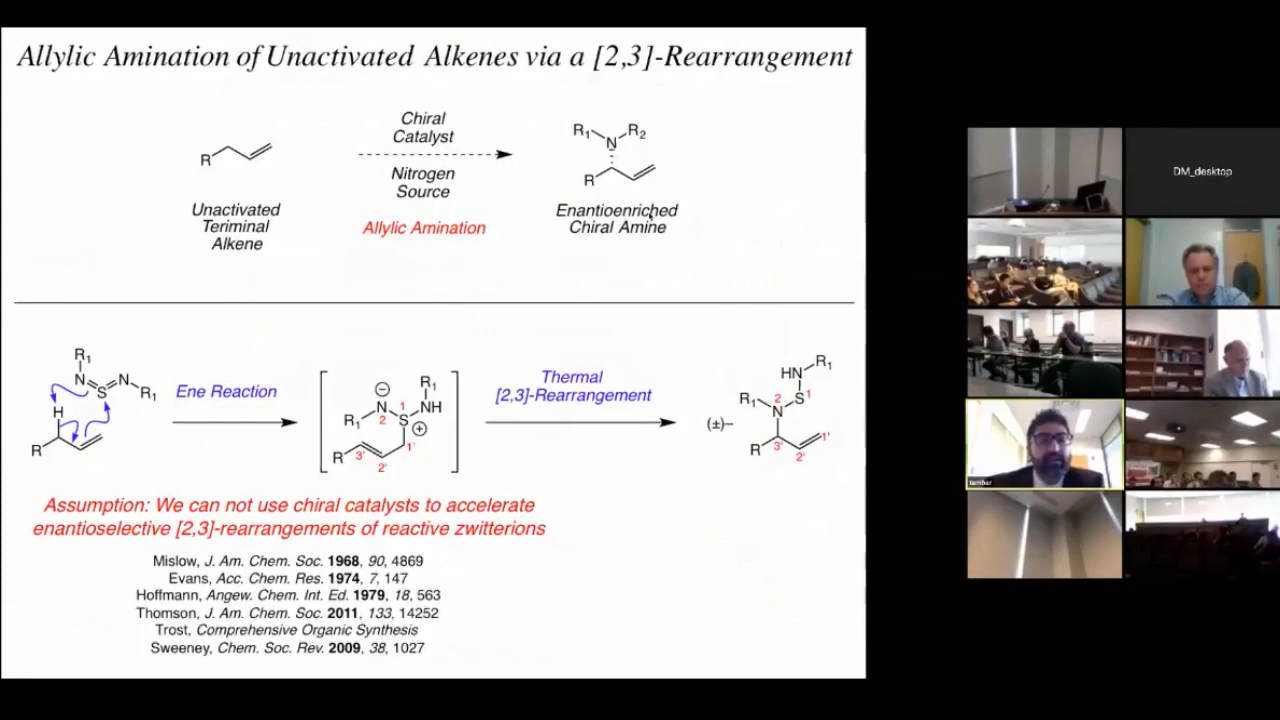 Allylic Amination of Unactivated Alkenes via a [2,3]-Rearrangement
Chiral
Catalyst
Nitrogen
Source
Allylic Amination
R
Unactivated
Teriminal
Alkene
R1 R2
N
R
Enantioenriched
Chiral Amine
R1
N S N
R1
H
R
Ene Reaction
⊖ R1
R1 N S NH
2 1 ⊕
R 3' 2' 1'
Thermal
[2,3]-Rearrangement
(±)–
HN R1
R1 2 S 1
N
R 3' 2' 1'
Assumption: We can not use chiral catalysts to accelerate
enantioselective [2,3]-rearrangements of reactive zwitterions
Mislow, J. Am. Chem. Soc. 1968, 90, 4869
Evans, Acc. Chem. Res. 1974, 7, 147
Hoffmann, Angew. Chem. Int. Ed. 1979, 18, 563
Thomson, J. Am. Chem. Soc. 2011, 133, 14252
Trost, Comprehensive Organic Synthesis
Sweeney, Chem. Soc. Rev. 2009, 38, 1027
DM_desktop
tambar